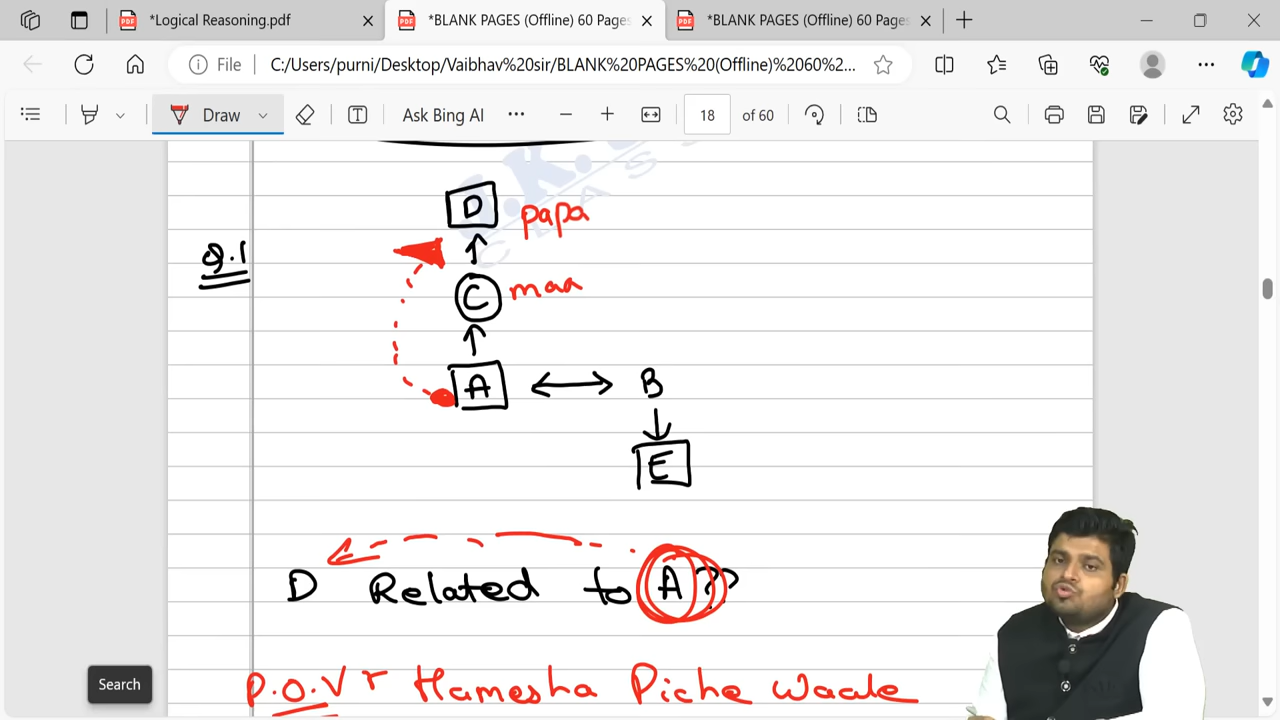 *Logical Reasoning.pdf
*BLANK PAGES (Offline) 60 Pages
*BLANK PAGES (Offline) 60 Pages
File
C:/Users/purni/Desktop/Vaibhav%20sir/BLANK%20PAGES%20(Offline)%2060%2...
Draw
Ask Bing AI
18
of 60
D papa
Q.1
C maa
A B
E
D Related to A??
Search
P.O.V Hamesha Piche waale